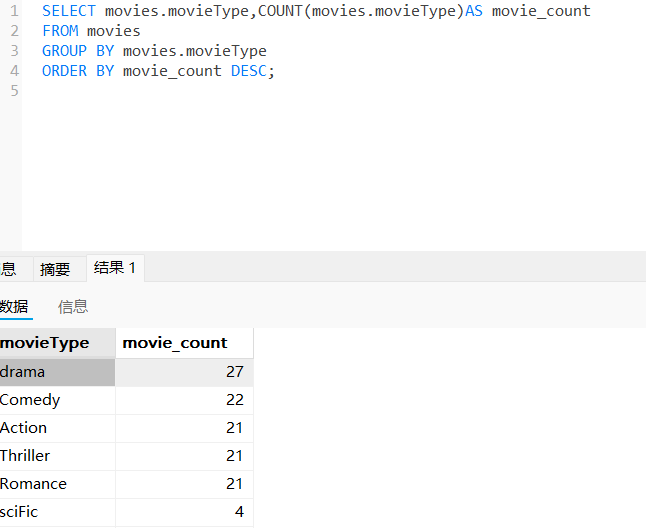 1 SELECT movies.movieType,COUNT(movies.movieType)AS movie_count
2 FROM movies
3 GROUP BY movies.movieType
4 ORDER BY movie_count DESC;
5
息 摘要 结果 1
数据 信息
movieType movie_count
drama 27
Comedy 22
Action 21
Thriller 21
Romance 21
sciFic 4